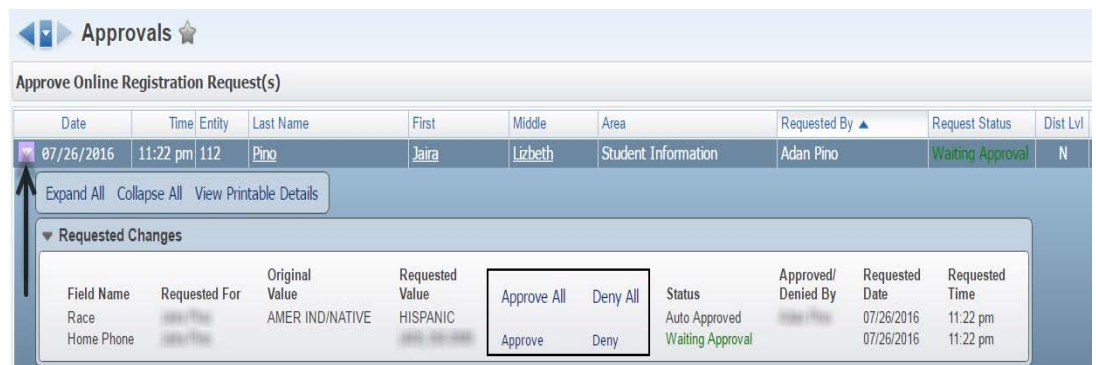 Approvals
Approve Online Registration Request(s)
Date Time Entity Last Name First Middle Area Requested By ▲ Request Status Dist Lvl
07/26/2016 11:22 pm 112 Pino Jaira Lizbeth Student Information Adan Pino Waiting Approval N
Expand All Collapse All View Printable Details
Requested Changes
Field Name Requested For Original Value Requested Value Approve All Deny All Status Approved/ Denied By Requested Date Requested Time
Race AMER IND/NATIVE HISPANIC Auto Approved 07/26/2016 11:22 pm
Home Phone Approve Deny Waiting Approval 07/26/2016 11:22 pm